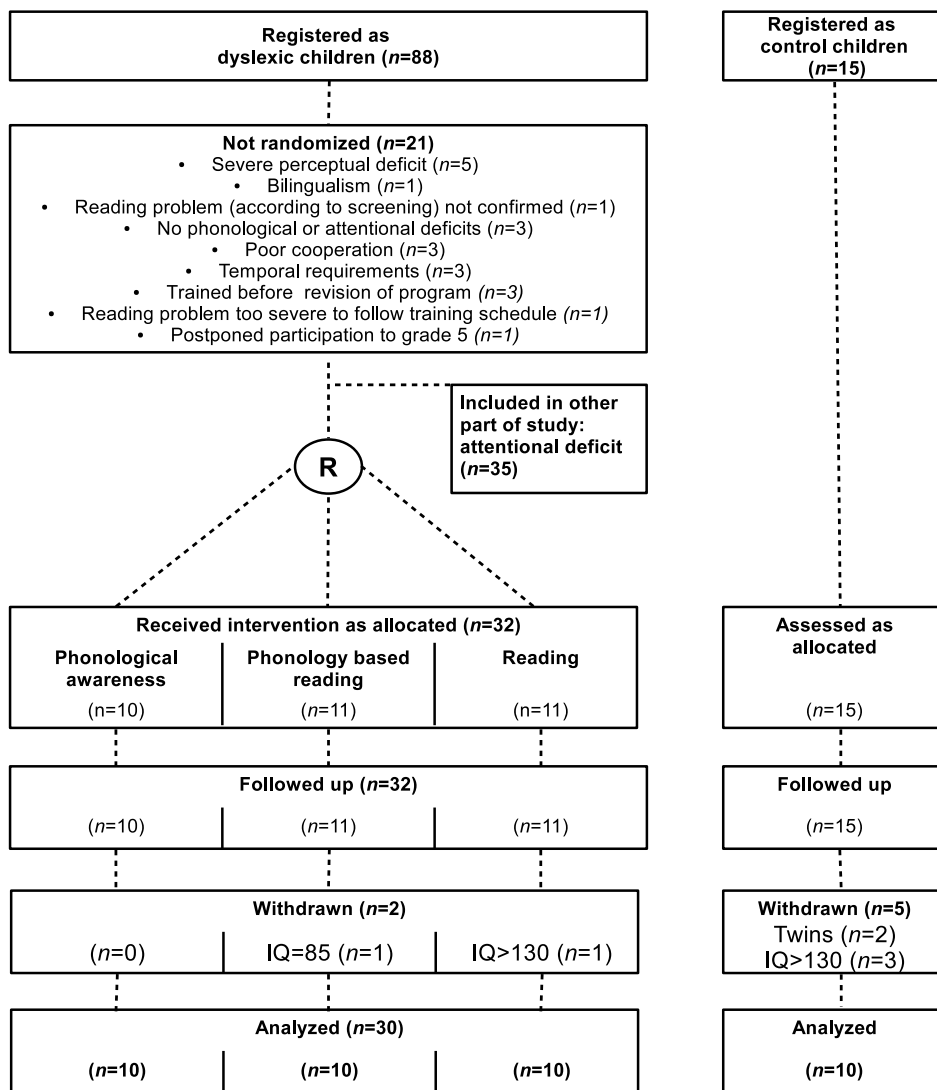 Registered as
dyslexic children (n=88)
Registered as
control children
(n=15)
Not randomized (n=21)
• Severe perceptual deficit (n=5)
• Bilingualism (n=1)
• Reading problem (according to screening) not confirmed (n=1)
• No phonological or attentional deficits (n=3)
• Poor cooperation (n=3)
• Temporal requirements (n=3)
• Trained before revision of program (n=3)
• Reading problem too severe to follow training schedule (n=1)
• Postponed participation to grade 5 (n=1)
Included in other
part of study:
attentional deficit
(n=35)
R
Received intervention as allocated (n=32)
Phonological
awareness
(n=10)
Phonology based
reading
(n=11)
Reading
(n=11)
Assessed as
allocated
(n=15)
Followed up (n=32)
(n=10)
(n=11)
(n=11)
Followed up
(n=15)
Withdrawn (n=2)
(n=0)
IQ=85 (n=1)
IQ>130 (n=1)
Withdrawn (n=5)
Twins (n=2)
IQ>130 (n=3)
Analyzed (n=30)
(n=10)
(n=10)
(n=10)
Analyzed
(n=10)